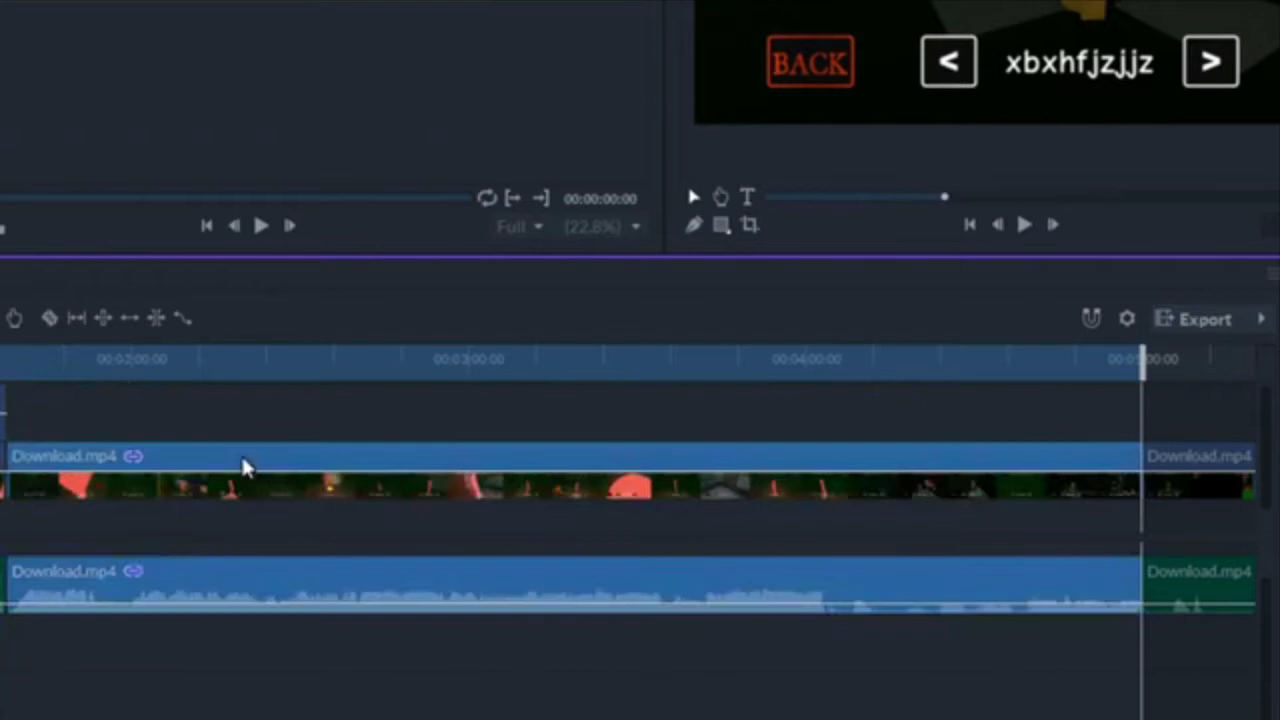 BACK < xbxhfjzjjz >
00:00:00:00
Full (22.8%)
Export
00:02:00:00 00:03:00:00 00:04:00:00 00:05:00:00
Download.mp4 Download.mp4
Download.mp4 Download.mp4